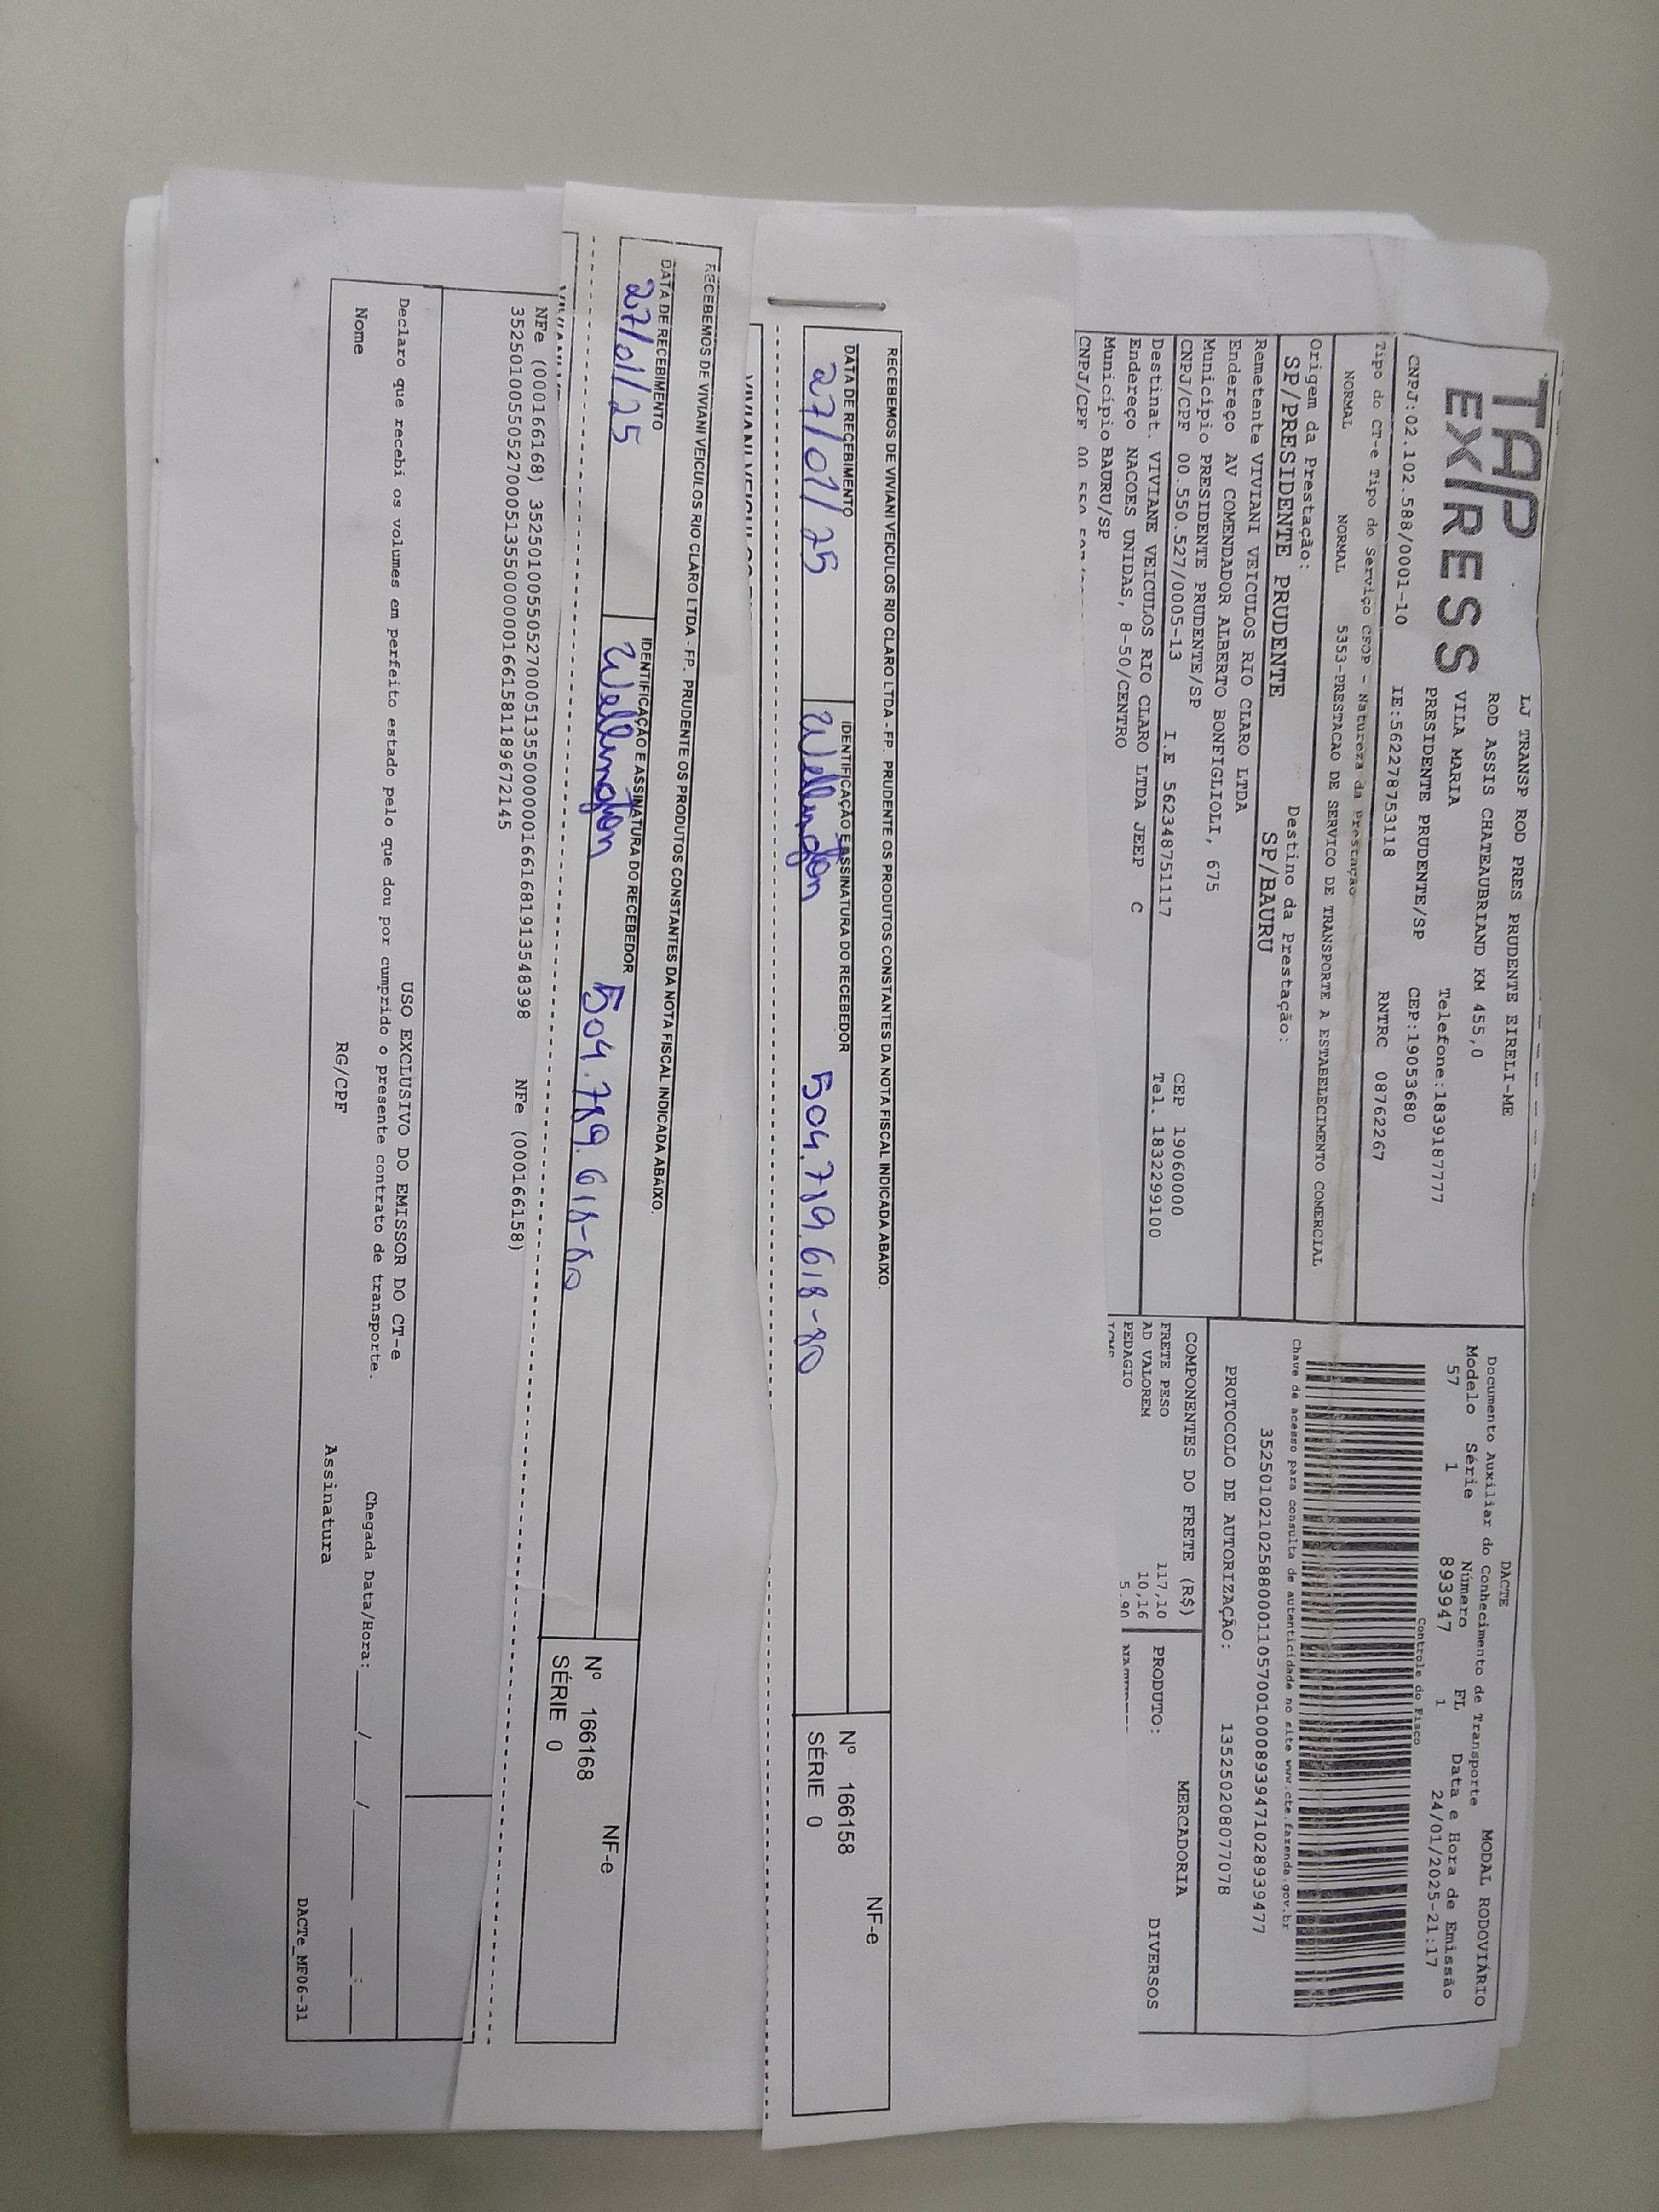 TAP
EXPRESS
LJ TRANSP ROD PRES PRUDENTE EIRELI-ME
ROD ASSIS CHATEAUBRIAND KM 455,0
VILA MARIA Telefone:1839187777
PRESIDENTE PRUDENTE/SP CEP:19053680
CNPJ:02.102.588/0001-10 IE:562278753118 RNTRC 08762267
DACTE MODAL RODOVIÁRIO
Documento Auxiliar do Conhecimento de Transporte
Modelo Série Número FL Data e Hora de Emissão
57 1 893947 1 24/01/2025-21:17
Controle do Fisco
Tipo do CT-e Tipo do Serviço CFOP - Natureza da Prestação
NORMAL NORMAL 5353-PRESTACAO DE SERVICO DE TRANSPORTE A ESTABELECIMENTO COMERCIAL
Chave de acesso para consulta de autenticidade no site www.cte.fazenda.gov.br
35250102102588000110570010008939471028939477
Origem da Prestação: Destino da Prestação:
SP/PRESIDENTE PRUDENTE SP/BAURU
PROTOCOLO DE AUTORIZAÇÃO: 135250208077078
Remetente VIVIANI VEICULOS RIO CLARO LTDA
Endereço AV COMENDADOR ALBERTO BONFIGLIOLI, 675
Município PRESIDENTE PRUDENTE/SP CEP 19060000
CNPJ/CPF 00.550.527/0005-13 I.E 562348751117 Tel. 1832299100
Destinat. VIVIANE VEICULOS RIO CLARO LTDA JEEP C
Endereço NACOES UNIDAS, 8-50/CENTRO
Município BAURU/SP
CNPJ/CPF
COMPONENTES DO FRETE (R$) MERCADORIA
FRETE PESO 117,10 PRODUTO: DIVERSOS
AD VALOREM 10,16
PEDAGIO 5,90
RECEBEMOS DE VIVIANI VEICULOS RIO CLARO LTDA - FP. PRUDENTE OS PRODUTOS CONSTANTES DA NOTA FISCAL INDICADA ABAIXO.
NF-e
DATA DE RECEBIMENTO IDENTIFICAÇÃO E ASSINATURA DO RECEBEDOR
27/01/25 Wellington 504.789.618-80
Nº 166158
SÉRIE 0
RECEBEMOS DE VIVIANI VEICULOS RIO CLARO LTDA - FP. PRUDENTE OS PRODUTOS CONSTANTES DA NOTA FISCAL INDICADA ABAIXO.
NF-e
DATA DE RECEBIMENTO IDENTIFICAÇÃO E ASSINATURA DO RECEBEDOR
27/01/25 Wellington 504.789.618-80
Nº 166168
SÉRIE 0
NFe (000166168) 35250100550527000513550000001661681913548398 NFe (000166158)
35250100550527000513550000001661581189672145
USO EXCLUSIVO DO EMISSOR DO CT-e
Declaro que recebi os volumes em perfeito estado pelo que dou por cumprido o presente contrato de transporte.
Chegada Data/Hora:____/____/____ __:__
Nome RG/CPF Assinatura
DACTe_MF06-31